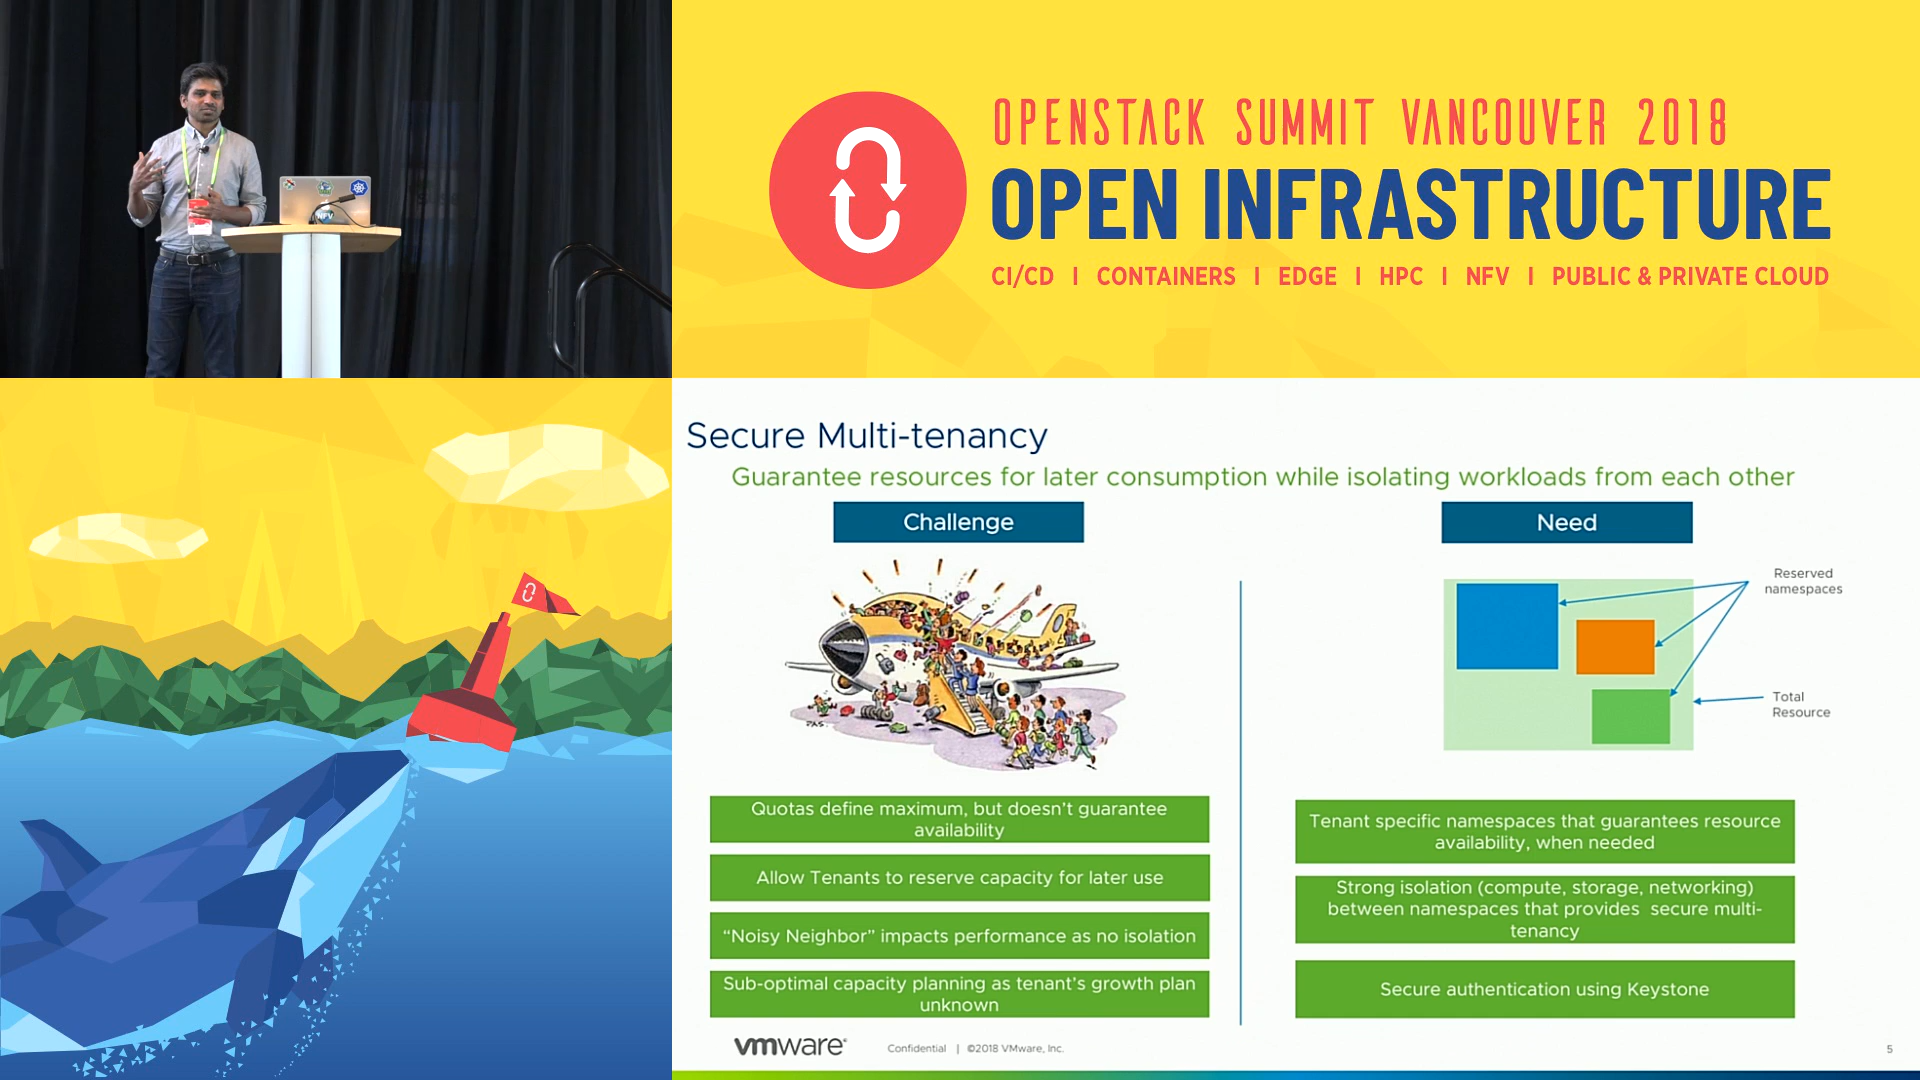 NFV
OPENSTACK SUMMIT VANCOUVER 2018
OPEN INFRASTRUCTURE
CI/CD | CONTAINERS | EDGE | HPC | NFV | PUBLIC & PRIVATE CLOUD
Secure Multi-tenancy
Guarantee resources for later consumption while isolating workloads from each other
Challenge
Quotas define maximum, but doesn't guarantee
availability
Allow Tenants to reserve capacity for later use
“Noisy Neighbor” impacts performance as no isolation
Sub-optimal capacity planning as tenant's growth plan
unknown
Need
Reserved
namespaces
Total
Resource
Tenant specific namespaces that guarantees resource
availability, when needed
Strong isolation (compute, storage, networking)
between namespaces that provides secure multi-
tenancy
Secure authentication using Keystone
vmware®
Confidential | ©2018 VMware, Inc.
5